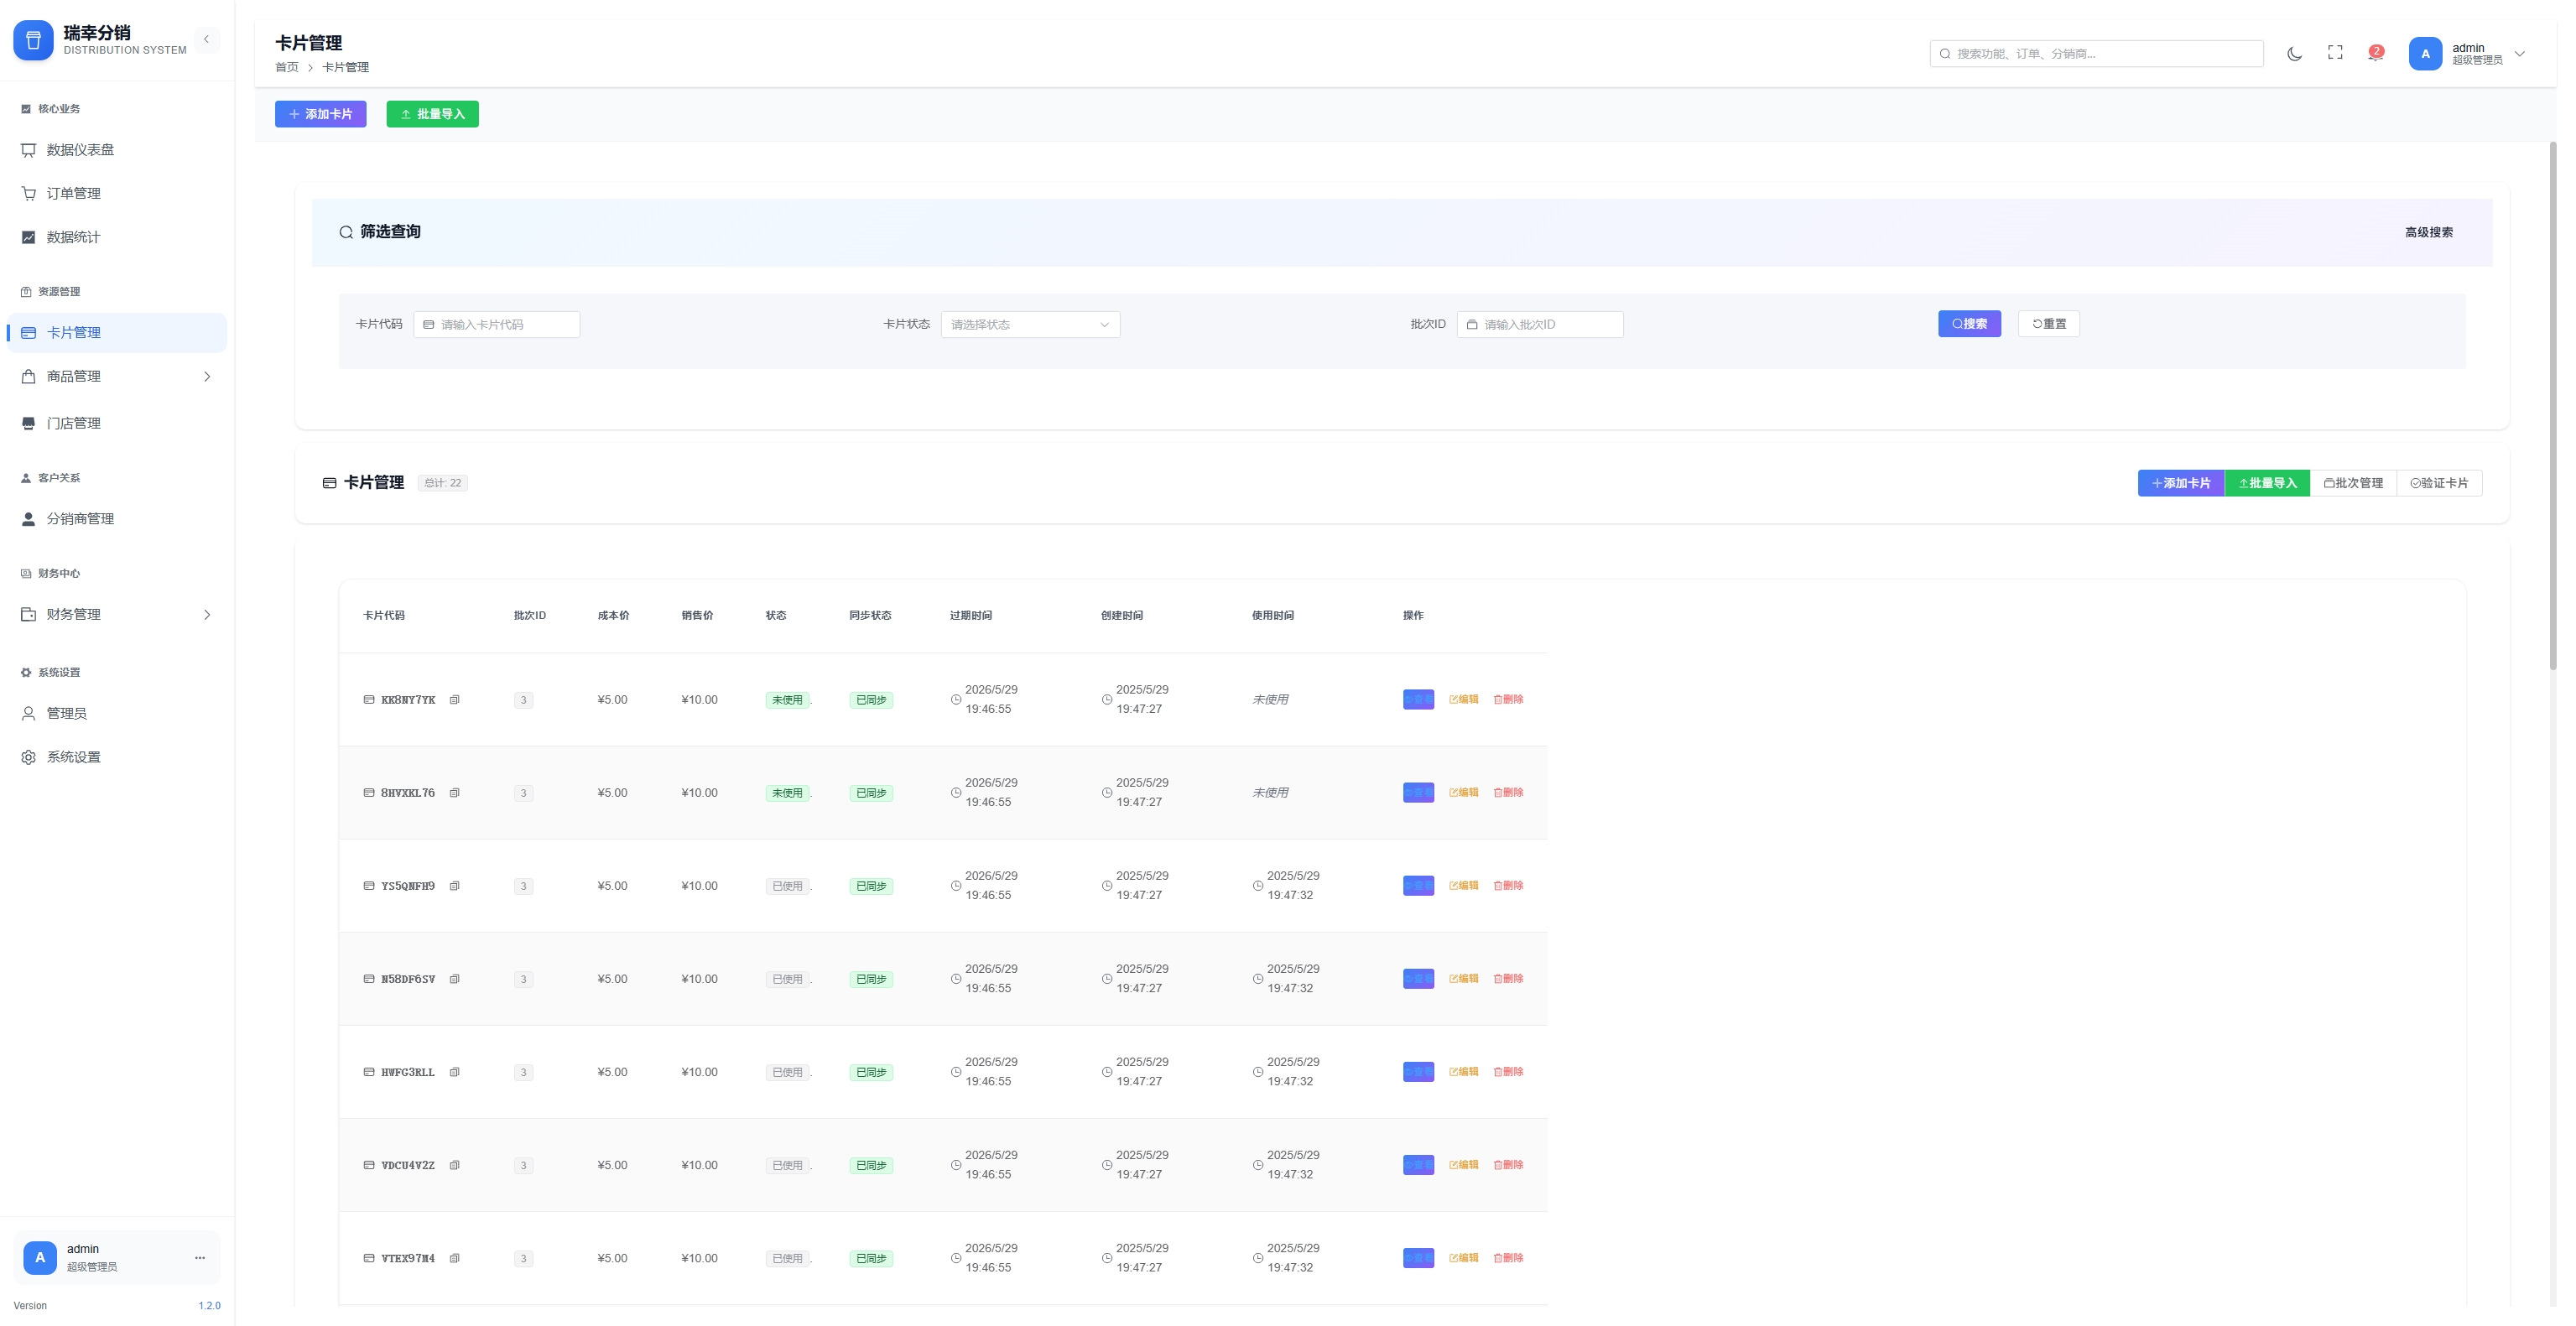 瑞幸分销
DISTRIBUTION SYSTEM
核心业务
数据仪表盘
订单管理
数据统计
资源管理
卡片管理
商品管理
门店管理
客户关系
分销商管理
财务中心
财务管理
系统设置
管理员
系统设置
A
admin
超级管理员
Version 1.2.0
卡片管理
首页 > 卡片管理
搜索功能、订单、分销商...
2
A
admin
超级管理员
添加卡片 批量导入
筛选查询 高级搜索
卡片代码 请输入卡片代码 卡片状态 请选择状态 批次ID 请输入批次ID 搜索 重置
卡片管理 总计: 22 添加卡片 批量导入 批次管理 验证卡片
卡片代码 批次ID 成本价 销售价 状态 同步状态 过期时间 创建时间 使用时间 操作
KK8NY7YK 3 ¥5.00 ¥10.00 未使用 已同步 2026/5/29 19:46:55 2025/5/29 19:47:27 未使用 查看 编辑 删除
8HVXKL76 3 ¥5.00 ¥10.00 未使用 已同步 2026/5/29 19:46:55 2025/5/29 19:47:27 未使用 查看 编辑 删除
YS5QNFH9 3 ¥5.00 ¥10.00 已使用 已同步 2026/5/29 19:46:55 2025/5/29 19:47:27 2025/5/29 19:47:32 查看 编辑 删除
N58DF6SV 3 ¥5.00 ¥10.00 已使用 已同步 2026/5/29 19:46:55 2025/5/29 19:47:27 2025/5/29 19:47:32 查看 编辑 删除
HWFG3RLL 3 ¥5.00 ¥10.00 已使用 已同步 2026/5/29 19:46:55 2025/5/29 19:47:27 2025/5/29 19:47:32 查看 编辑 删除
VDCU4V2Z 3 ¥5.00 ¥10.00 已使用 已同步 2026/5/29 19:46:55 2025/5/29 19:47:27 2025/5/29 19:47:32 查看 编辑 删除
VTEX97M4 3 ¥5.00 ¥10.00 已使用 已同步 2026/5/29 19:46:55 2025/5/29 19:47:27 2025/5/29 19:47:32 查看 编辑 删除